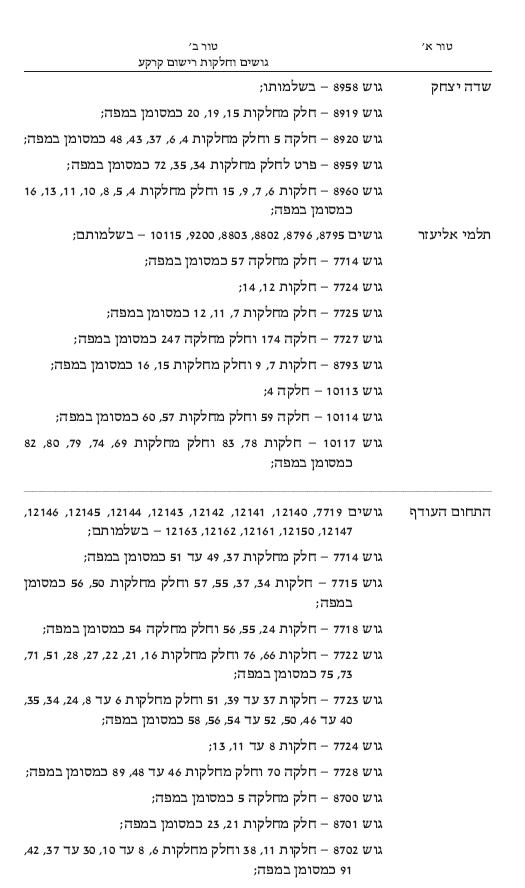 טור א׳ טור ב׳
גושים וחלקות רישום קרקע
שדה יצחק גוש 8958 – בשלמותו;
גוש 8919 – חלק מחלקות 15, 19, 20 כמסומן במפה;
גוש 8920 – חלקה 5 וחלק מחלקות 4, 6, 37, 43, 48 כמסומן במפה;
גוש 8959 – פרט לחלק מחלקות 34, 35, 72 כמסומן במפה;
גוש 8960 – חלקות 6, 7, 9, 15 וחלק מחלקות 4, 5, 8, 10, 11, 13, 16
כמסומן במפה;
תלמי אליעזר גושים 8795, 8796, 8802, 8803, 9200, 10115 – בשלמותם;
גוש 7714 – חלק מחלקה 57 כמסומן במפה;
גוש 7724 – חלקות 12, 14;
גוש 7725 – חלק מחלקות 7, 11, 12 כמסומן במפה;
גוש 7727 – חלקה 174 וחלק מחלקה 247 כמסומן במפה;
גוש 8793 – חלקות 7, 9 וחלק מחלקות 15, 16 כמסומן במפה;
גוש 10113 – חלקה 4;
גוש 10114 – חלקה 59 וחלק מחלקות 57, 60 כמסומן במפה;
גוש 10117 – חלקות 78, 83 וחלק מחלקות 69, 74, 79, 80, 82
כמסומן במפה;
התחום העודף גושים 7719, 12140, 12141, 12142, 12143, 12144, 12145, 12146,
12147, 12150, 12161, 12162, 12163 – בשלמותם;
גוש 7714 – חלק מחלקות 37, 49 עד 51 כמסומן במפה;
גוש 7715 – חלקות 34, 37, 55, 57 וחלק מחלקות 50, 56 כמסומן
במפה;
גוש 7718 – חלקות 24, 55, 56 וחלק מחלקה 54 כמסומן במפה;
גוש 7722 – חלקות 66, 76 וחלק מחלקות 16, 21, 22, 27, 28, 51, 71,
73, 75 כמסומן במפה;
גוש 7723 – חלקות 37 עד 39, 51 וחלק מחלקות 6 עד 8, 24, 34, 35,
40 עד 46, 50, 52 עד 54, 56, 58 כמסומן במפה;
גוש 7724 – חלקות 8 עד 11, 13;
גוש 7728 – חלקה 70 וחלק מחלקות 46 עד 48, 89 כמסומן במפה;
גוש 8700 – חלק מחלקה 5 כמסומן במפה;
גוש 8701 – חלק מחלקות 21, 23 כמסומן במפה;
גוש 8702 – חלקות 11, 38 וחלק מחלקות 6, 8 עד 10, 30 עד 37, 42,
91 כמסומן במפה;